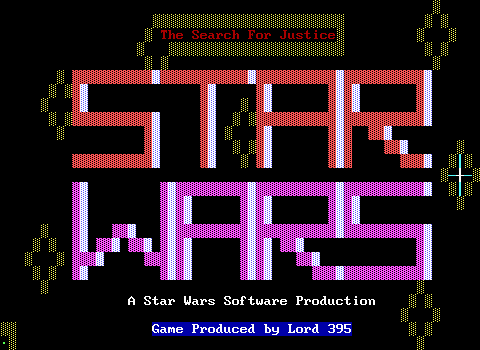 The Search For Justice
STAR
WARS
A Star Wars Software Production
Game Produced by Lord 395